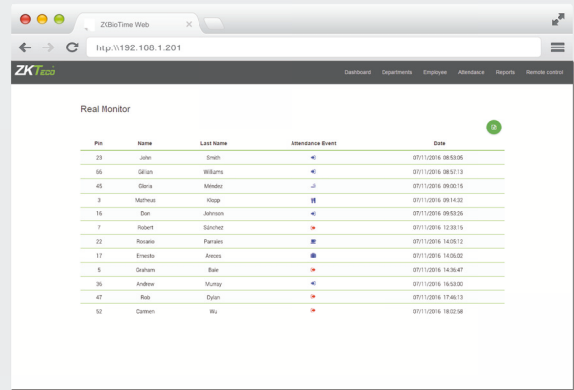 ZKBioTime Web
http:\\192.168.1.201
ZKTeco
Dashboard Departments Employee Attendance Reports Remote control
Real Monitor
Pin Name Last Name Attendance Event Date
23 John Smith 07/11/2016 08:53:05
66 Gillian Williams 07/11/2016 08:57:13
45 Gloria Méndez 07/11/2016 09:00:15
3 Matheus Kloop 07/11/2016 09:14:32
16 Don Johnson 07/11/2016 09:53:26
7 Robert Sánchez 07/11/2016 12:33:15
22 Rosario Parrales 07/11/2016 14:05:12
17 Ernesto Areces 07/11/2016 14:06:02
5 Graham Bale 07/11/2016 14:36:47
36 Andrew Murray 07/11/2016 16:53:00
47 Rob Dylan 07/11/2016 17:46:13
52 Carmen Wu 07/11/2016 18:02:58